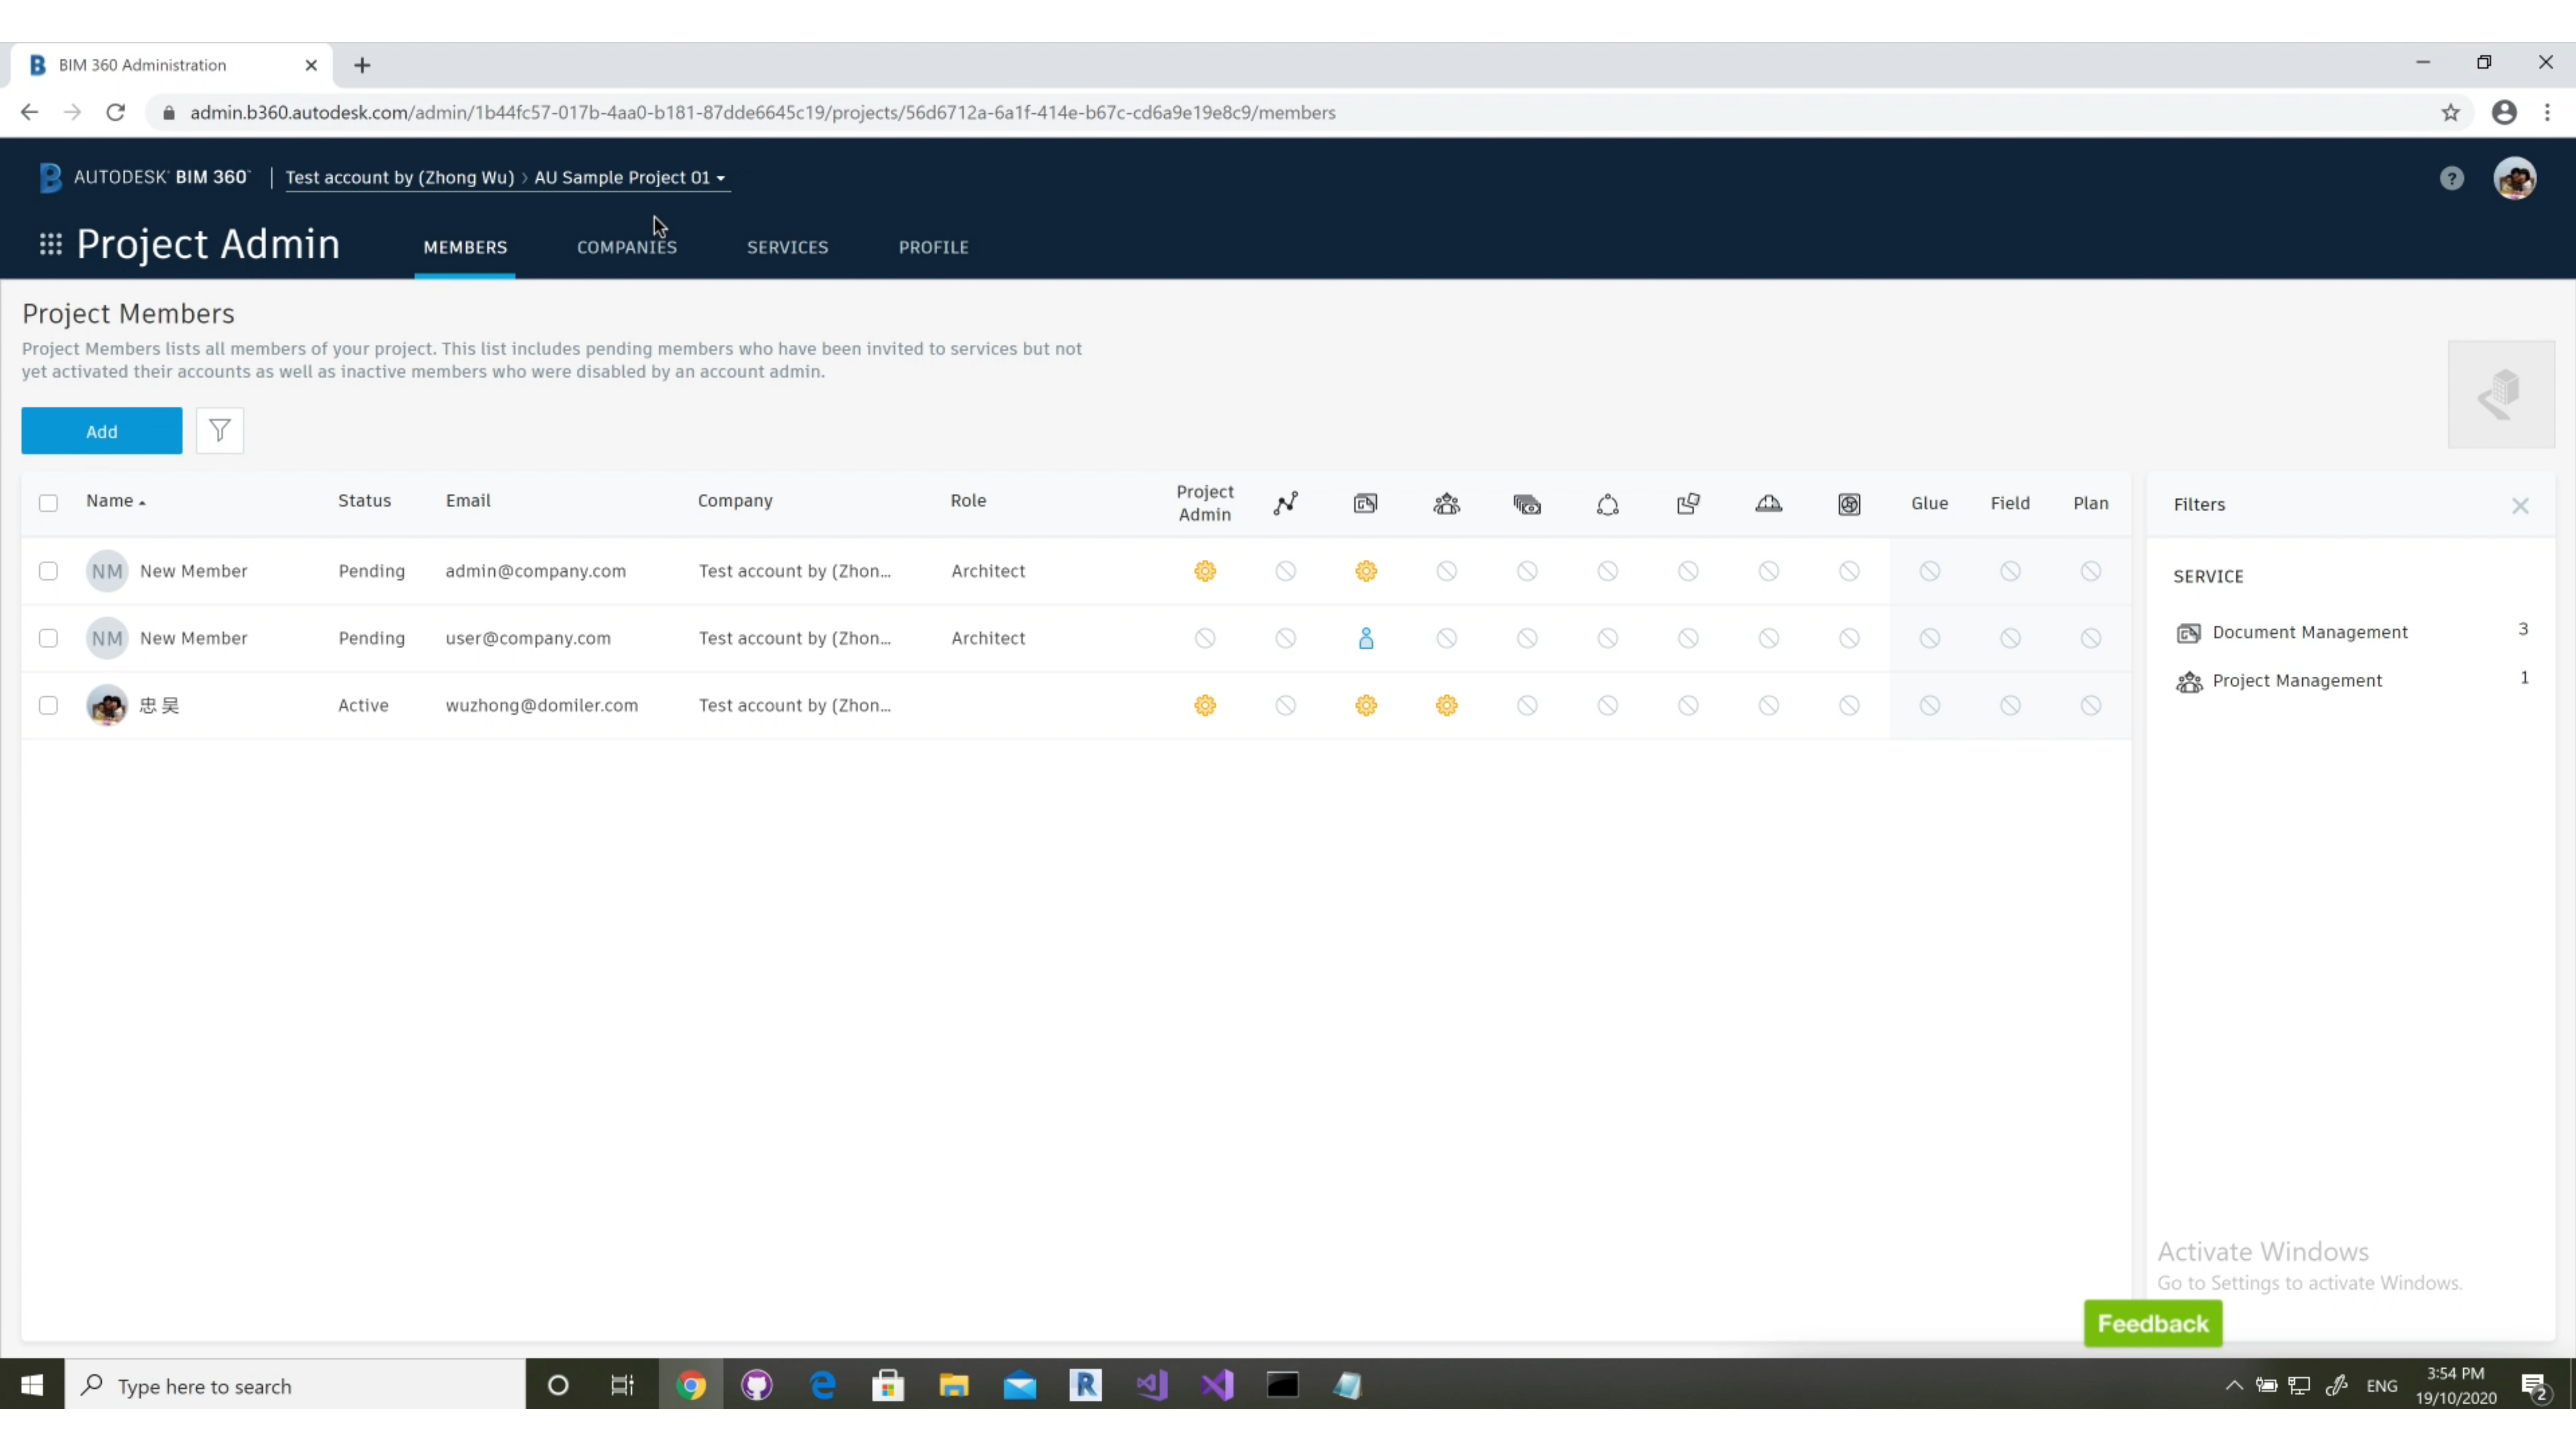 BIM 360 Administration
admin.b360.autodesk.com/admin/1b44fc57-017b-4aa0-b181-87dde6645c19/projects/56d6712a-6a1f-414e-b67c-cd6a9e19e8c9/members
AUTODESK BIM 360 Test account by (Zhong Wu) > AU Sample Project 01
Project Admin MEMBERS COMPANIES SERVICES PROFILE
Project Members
Project Members lists all members of your project. This list includes pending members who have been invited to services but not
yet activated their accounts as well as inactive members who were disabled by an account admin.
Add
Name Status Email Company Role Project Admin Glue Field Plan
NM New Member Pending admin@company.com Test account by (Zhon... Architect
NM New Member Pending user@company.com Test account by (Zhon... Architect
忠 吴 Active wuzhong@domiler.com Test account by (Zhon...
Filters
SERVICE
Document Management 3
Project Management 1
Activate Windows
Go to Settings to activate Windows.
Feedback
Type here to search
ENG
3:54 PM
19/10/2020
2